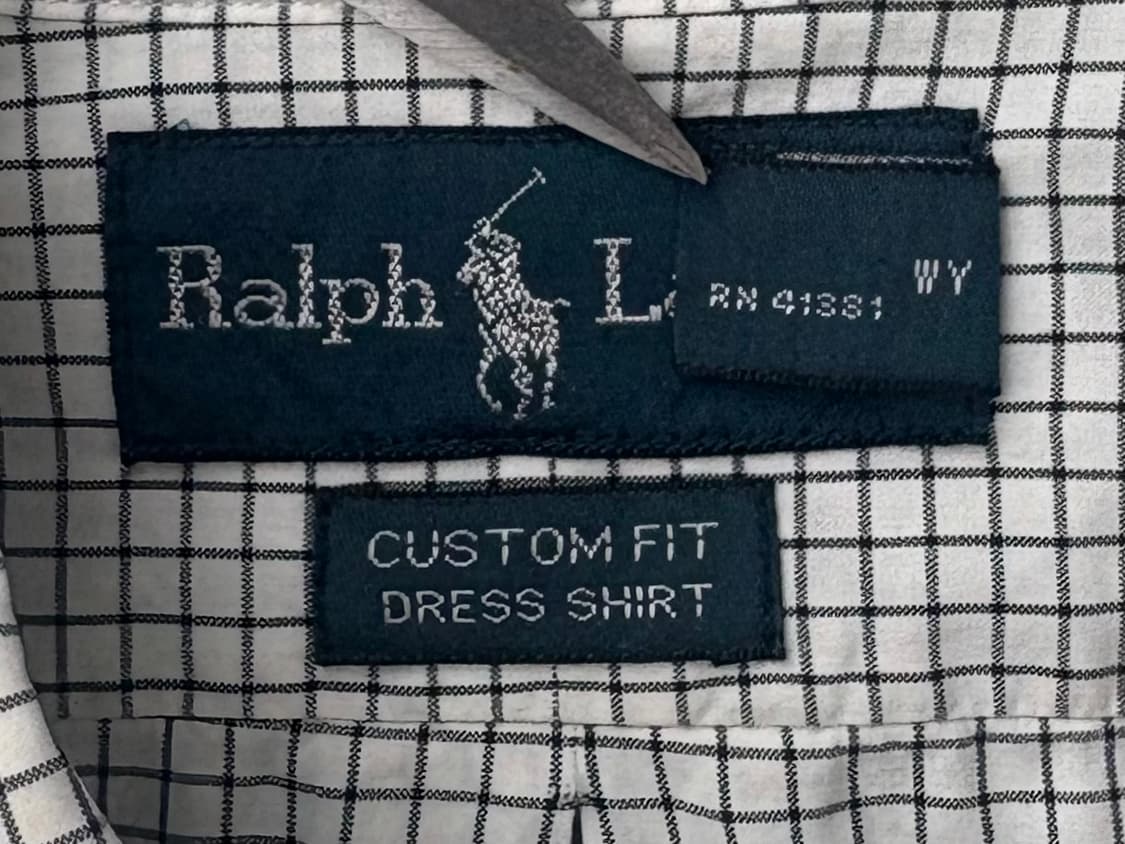 Ralph L
RN 41381 WY
CUSTOM FIT
DRESS SHIRT